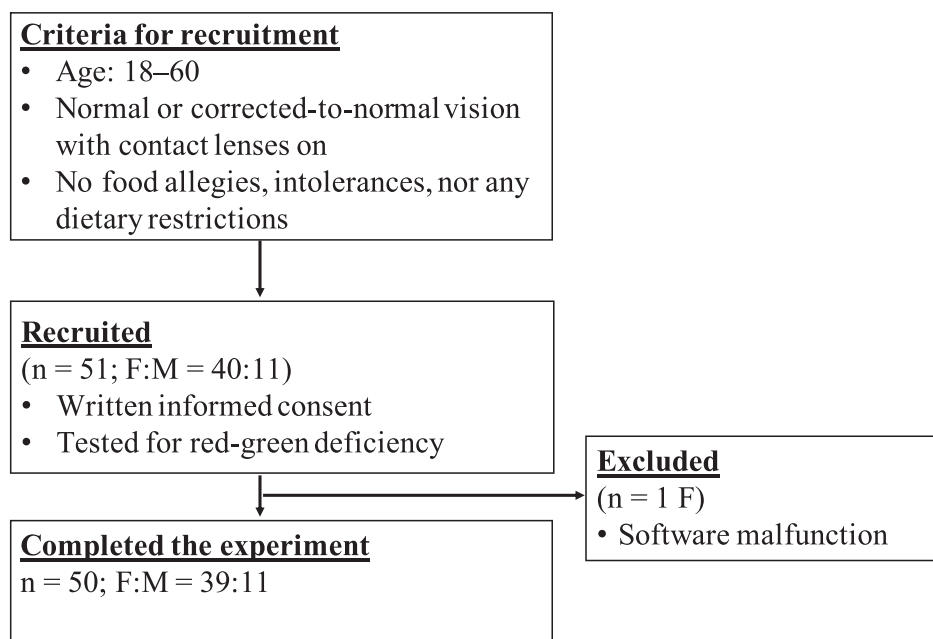 Criteria for recruitment
• Age: 18–60
• Normal or corrected-to-normal vision
with contact lenses on
• No food allergies, intolerances, nor any
dietary restrictions
Recruited
(n = 51; F:M = 40:11)
• Written informed consent
• Tested for red-green deficiency
Excluded
(n = 1 F)
• Software malfunction
Completed the experiment
n = 50; F:M = 39:11